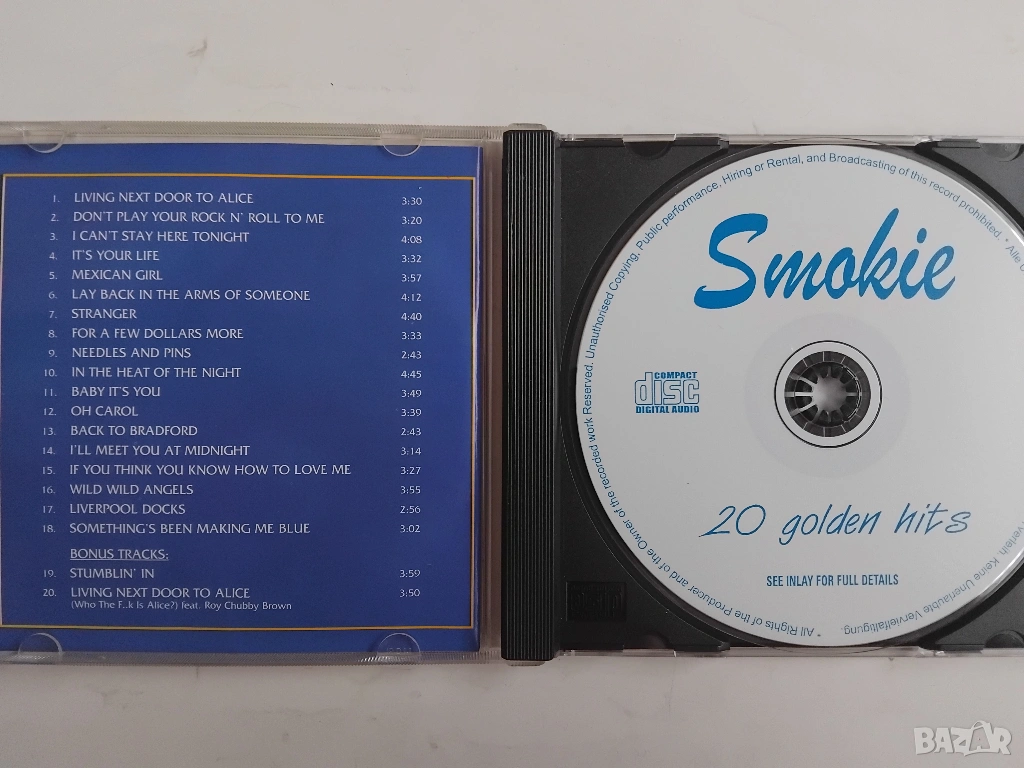 1. LIVING NEXT DOOR TO ALICE 3:30
2. DON'T PLAY YOUR ROCK N' ROLL TO ME 3:20
3. I CAN'T STAY HERE TONIGHT 4:08
4. IT'S YOUR LIFE 3:32
5. MEXICAN GIRL 3:57
6. LAY BACK IN THE ARMS OF SOMEONE 4:12
7. STRANGER 4:40
8. FOR A FEW DOLLARS MORE 3:33
9. NEEDLES AND PINS 2:43
10. IN THE HEAT OF THE NIGHT 4:45
11. BABY IT'S YOU 3:49
12. OH CAROL 3:39
13. BACK TO BRADFORD 2:43
14. I'LL MEET YOU AT MIDNIGHT 3:14
15. IF YOU THINK YOU KNOW HOW TO LOVE ME 3:27
16. WILD WILD ANGELS 3:55
17. LIVERPOOL DOCKS 2:56
18. SOMETHING'S BEEN MAKING ME BLUE 3:02
BONUS TRACKS:
19. STUMBLIN' IN 3:59
20. LIVING NEXT DOOR TO ALICE 3:50
(Who The F..k Is Alice?) feat. Roy Chubby Brown
Smokie
COMPACT
disc
DIGITAL AUDIO
20 golden hits
SEE INLAY FOR FULL DETAILS
* All Rights of the Producer and of the Owner of the recorded work Reserved. Unauthorised Copying, Public performance, Hiring or Rental, and Broadcasting of this record prohibited. * Alle
verleih. Keine Unerlaubte Vervielfältigung.
BAZAR